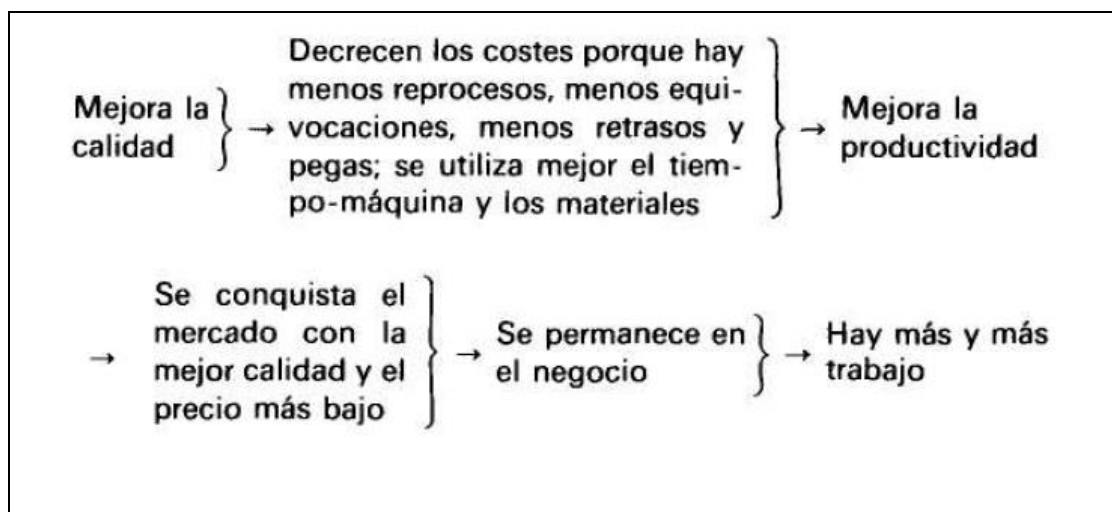 Mejora la
calidad
→
Decrecen los costes porque hay
menos reprocesos, menos equi-
vocaciones, menos retrasos y
pegas; se utiliza mejor el tiem-
po-máquina y los materiales
→
Mejora la
productividad
→
Se conquista el
mercado con la
mejor calidad y el
precio más bajo
→
Se permanece en
el negocio
→
Hay más y más
trabajo